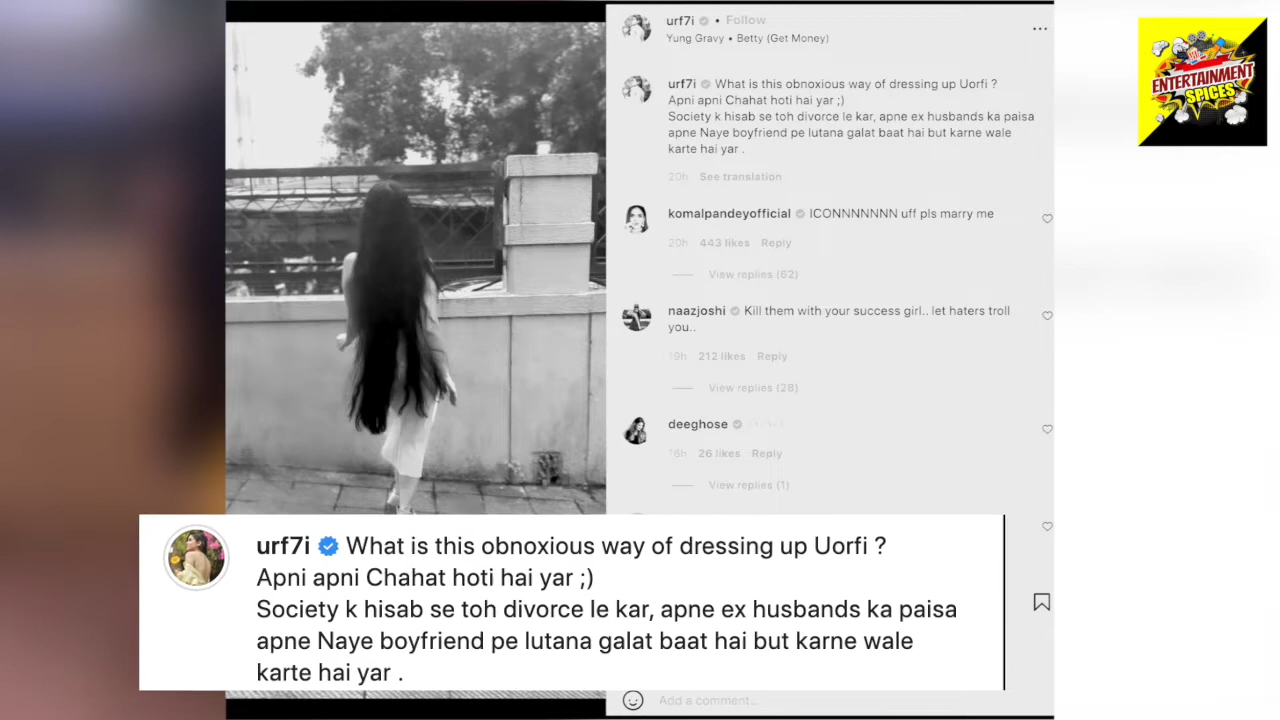 urf7i • Follow
Yung Gravy • Betty (Get Money)
urf7i What is this obnoxious way of dressing up Uorfi ?
Apni apni Chahat hoti hai yar ;)
Society k hisab se toh divorce le kar, apne ex husbands ka paisa
apne Naye boyfriend pe lutana galat baat hai but karne wale
karte hai yar .
20h See translation
komalpandeyofficial ICONNNNNNN uff pls marry me
20h 443 likes Reply
View replies (62)
naazjoshi Kill them with your success girl.. let haters troll
you..
19h 212 likes Reply
View replies (28)
deeghose
16h 26 likes Reply
View replies (1)
urf7i What is this obnoxious way of dressing up Uorfi ?
Apni apni Chahat hoti hai yar ;)
Society k hisab se toh divorce le kar, apne ex husbands ka paisa
apne Naye boyfriend pe lutana galat baat hai but karne wale
karte hai yar .
Add a comment...
ENTERTAINMENT
SPICES